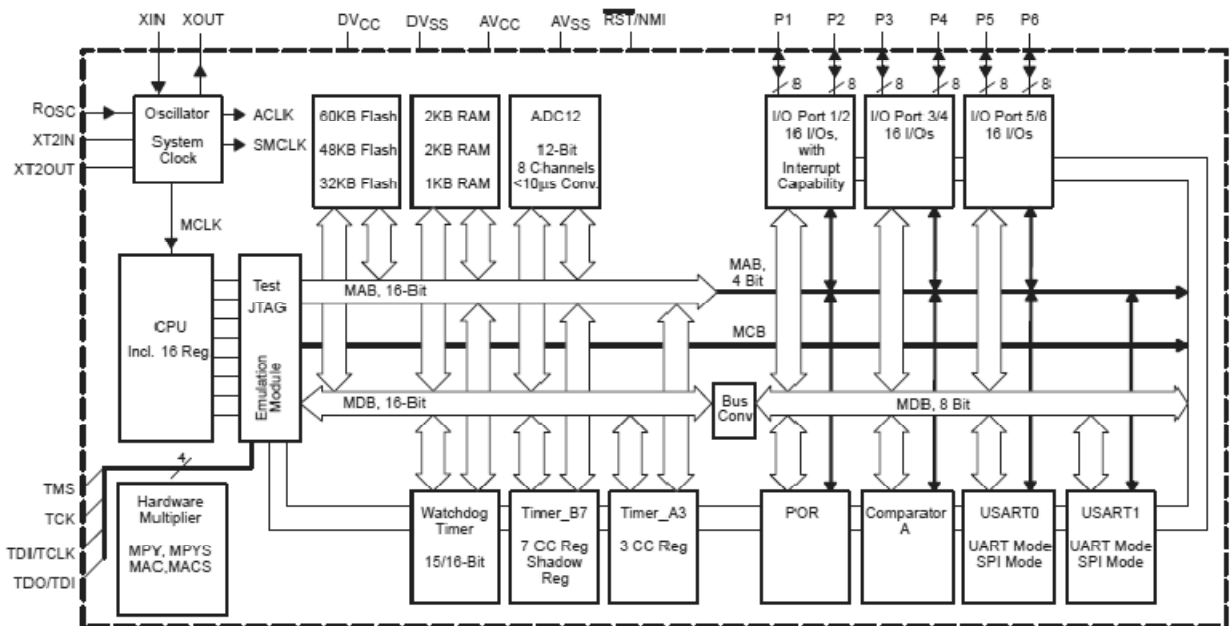 XIN
XOUT
DVCC
DVSS
AVCC
AVSS
RST/NMI
P1
P2
P3
P4
P5
P6
8
8
8
8
8
8
ROSC
XT2IN
XT2OUT
Oscillator
System
Clock
ACLK
SMCLK
60KB Flash
48KB Flash
32KB Flash
2KB RAM
2KB RAM
1KB RAM
ADC12
12-Bit
8 Channels
<10µs Conv.
I/O Port 1/2
16 I/Os,
with
Interrupt
Capability
I/O Port 3/4
16 I/Os
I/O Port 5/6
16 I/Os
MCLK
CPU
Incl. 16 Reg
Test
JTAG
Emulation
Module
MAB, 16-Bit
MAB,
4 Bit
MCB
MDB, 16-Bit
Bus
Conv
MDB, 8 Bit
4
TMS
TCK
TDI/TCLK
TDO/TDI
Hardware
Multiplier
MPY, MPYS
MAC,MACS
Watchdog
Timer
15/16-Bit
Timer_B7
7 CC Reg
Shadow
Reg
Timer_A3
3 CC Reg
POR
Comparator
A
USART0
UART Mode
SPI Mode
USART1
UART Mode
SPI Mode